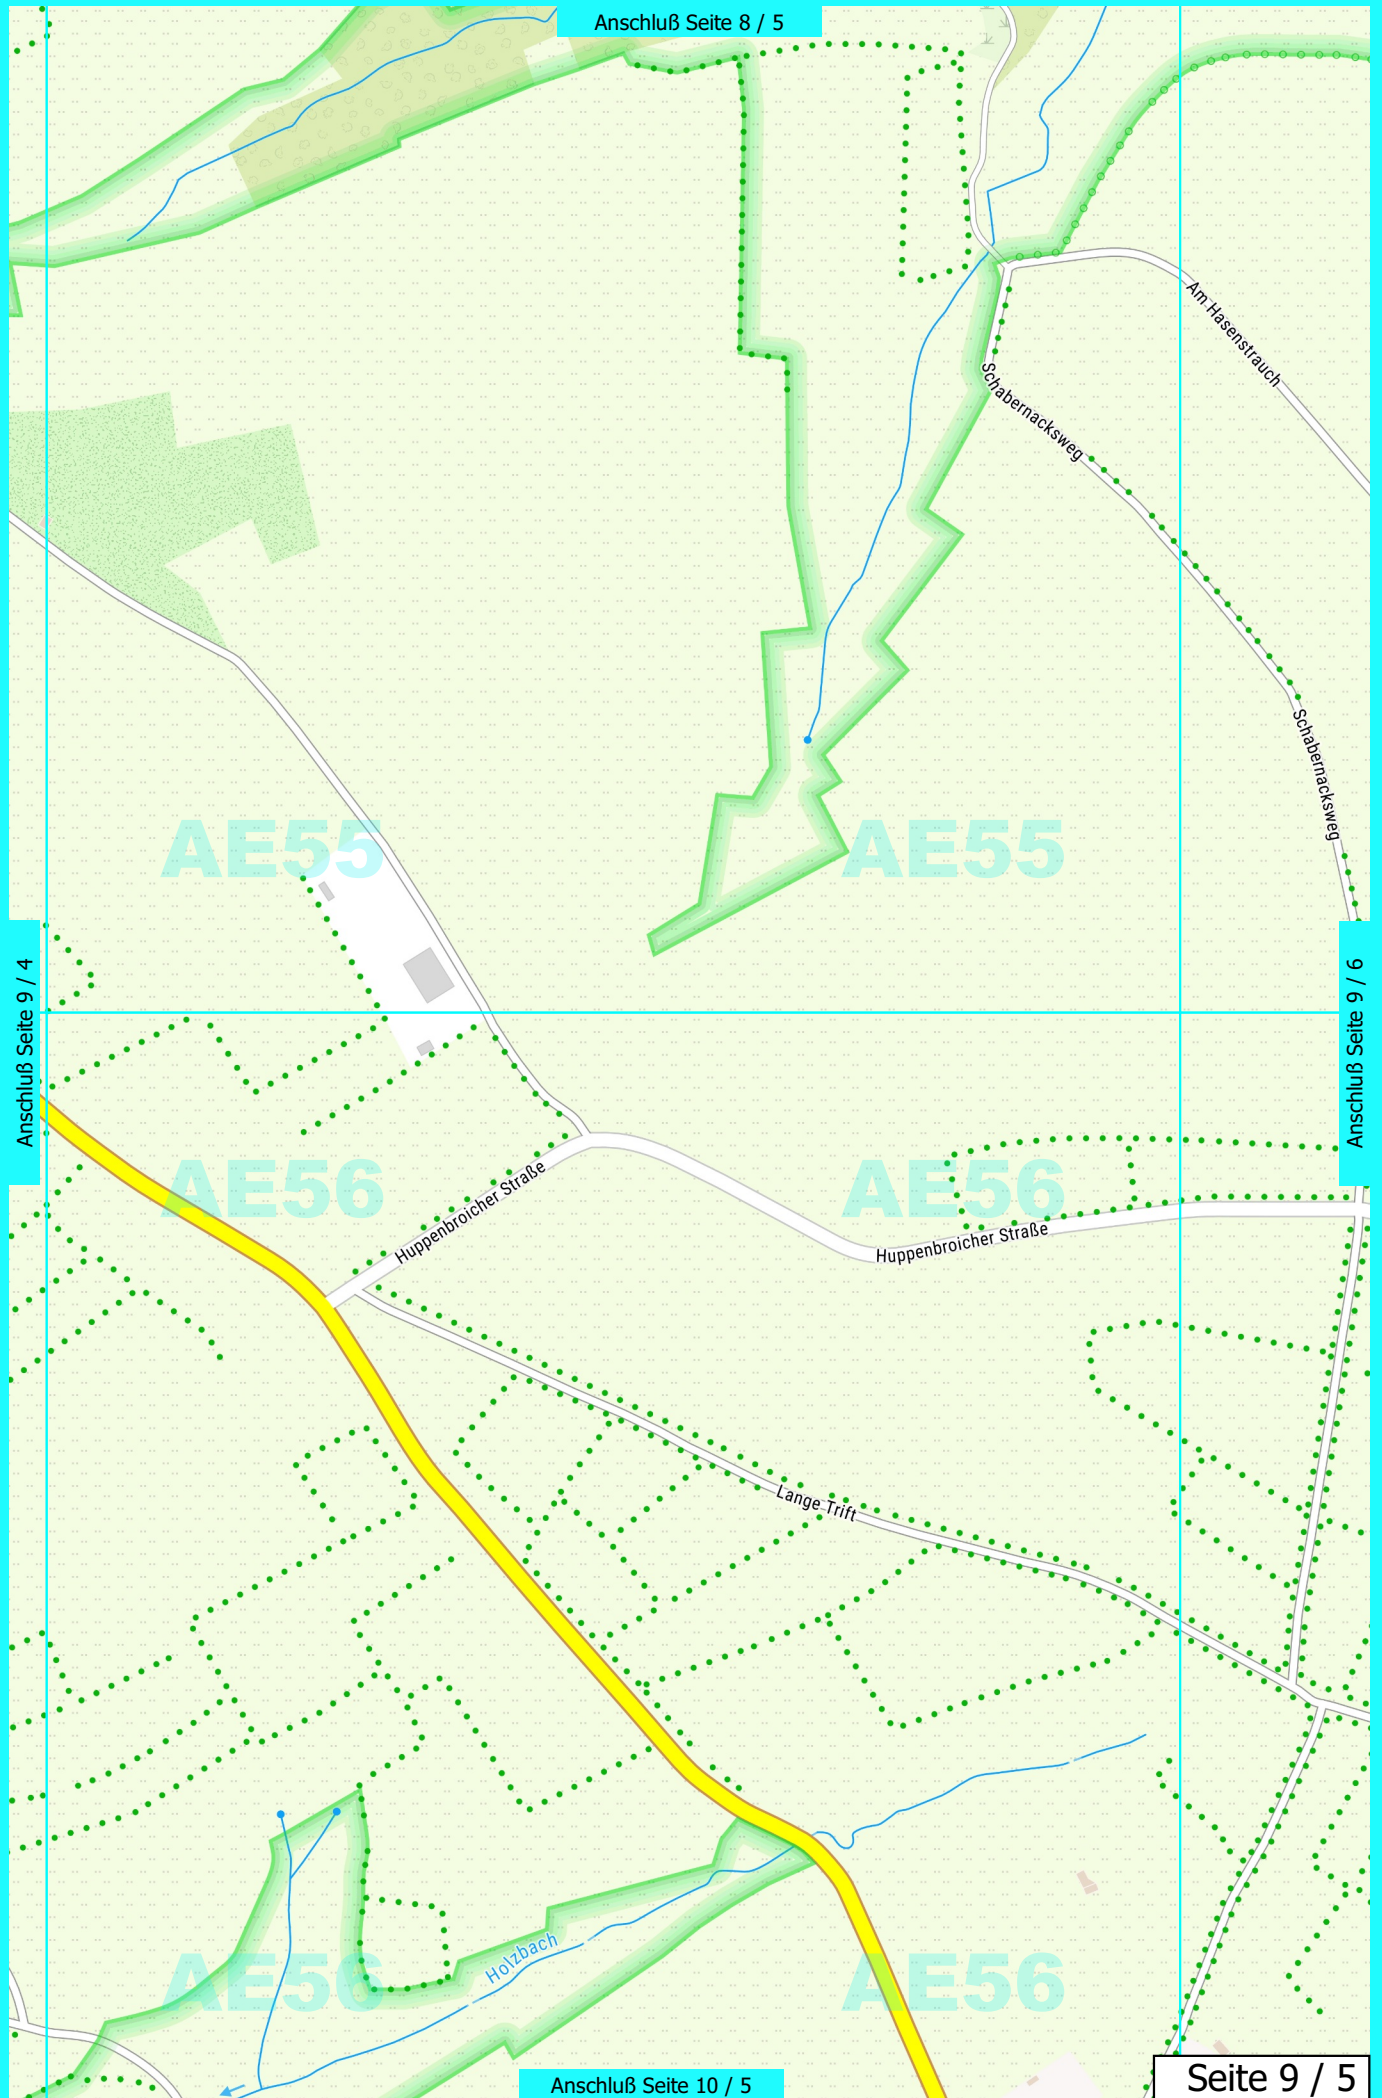 Anschluß Seite 8 / 5
Am Hasenstrauch
Schabernacksweg
Schabernacksweg
AE55
AE55
Anschluß Seite 9 / 4
Anschluß Seite 9 / 6
Huppenbroicher Straße
AE56
AE56
Huppenbroicher Straße
Lange Trift
Holzbach
AE56
AE56
Anschluß Seite 10 / 5
Seite 9 / 5